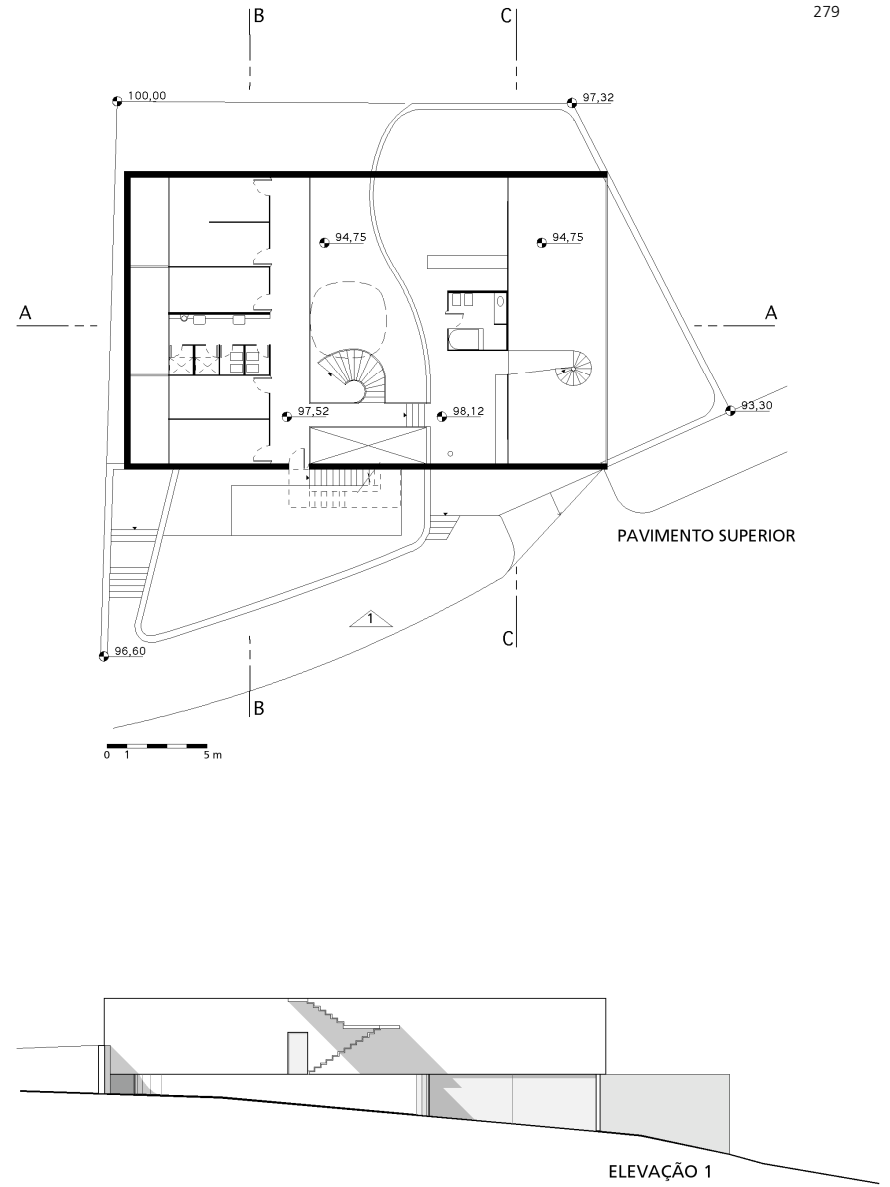 B
C
279
100,00
97,32
94,75
94,75
A
A
97,52
98,12
93,30
PAVIMENTO SUPERIOR
1
C
96,60
B
0 1 5 m
ELEVAÇÃO 1